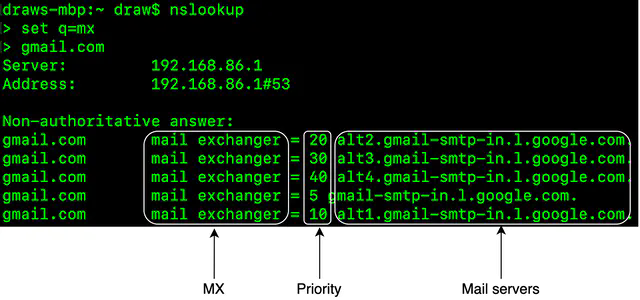 draws-mbp:~ draw$ nslookup
> set q=mx
> gmail.com
Server: 192.168.86.1
Address: 192.168.86.1#53
Non-authoritative answer:
gmail.com mail exchanger = 20 alt2.gmail-smtp-in.l.google.com.
gmail.com mail exchanger = 30 alt3.gmail-smtp-in.l.google.com.
gmail.com mail exchanger = 40 alt4.gmail-smtp-in.l.google.com.
gmail.com mail exchanger = 5 gmail-smtp-in.l.google.com.
gmail.com mail exchanger = 10 alt1.gmail-smtp-in.l.google.com.
MX Priority Mail servers